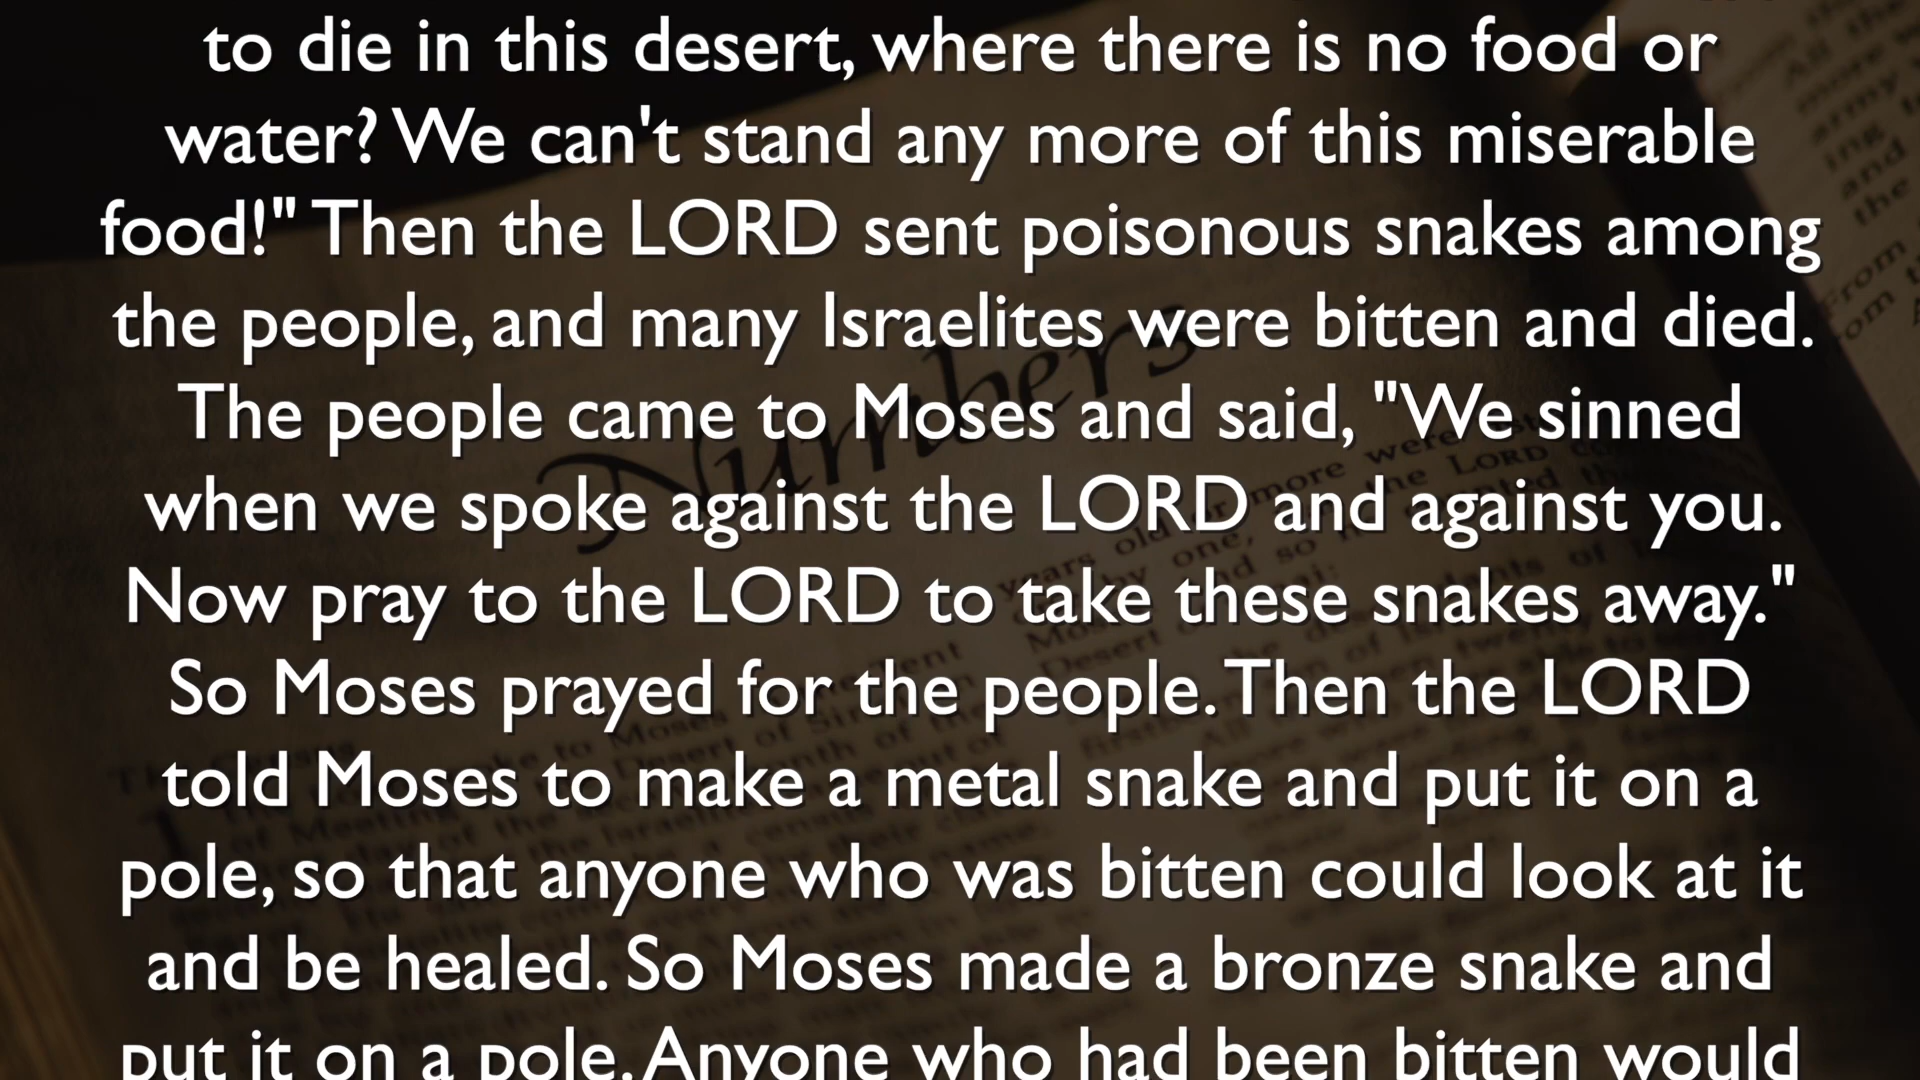 to die in this desert, where there is no food or
water? We can't stand any more of this miserable
food!" Then the LORD sent poisonous snakes among
the people, and many Israelites were bitten and died.
The people came to Moses and said, "We sinned
when we spoke against the LORD and against you.
Now pray to the LORD to take these snakes away."
So Moses prayed for the people. Then the LORD
told Moses to make a metal snake and put it on a
pole, so that anyone who was bitten could look at it
and be healed. So Moses made a bronze snake and
put it on a pole. Anyone who had been bitten would
Numbers